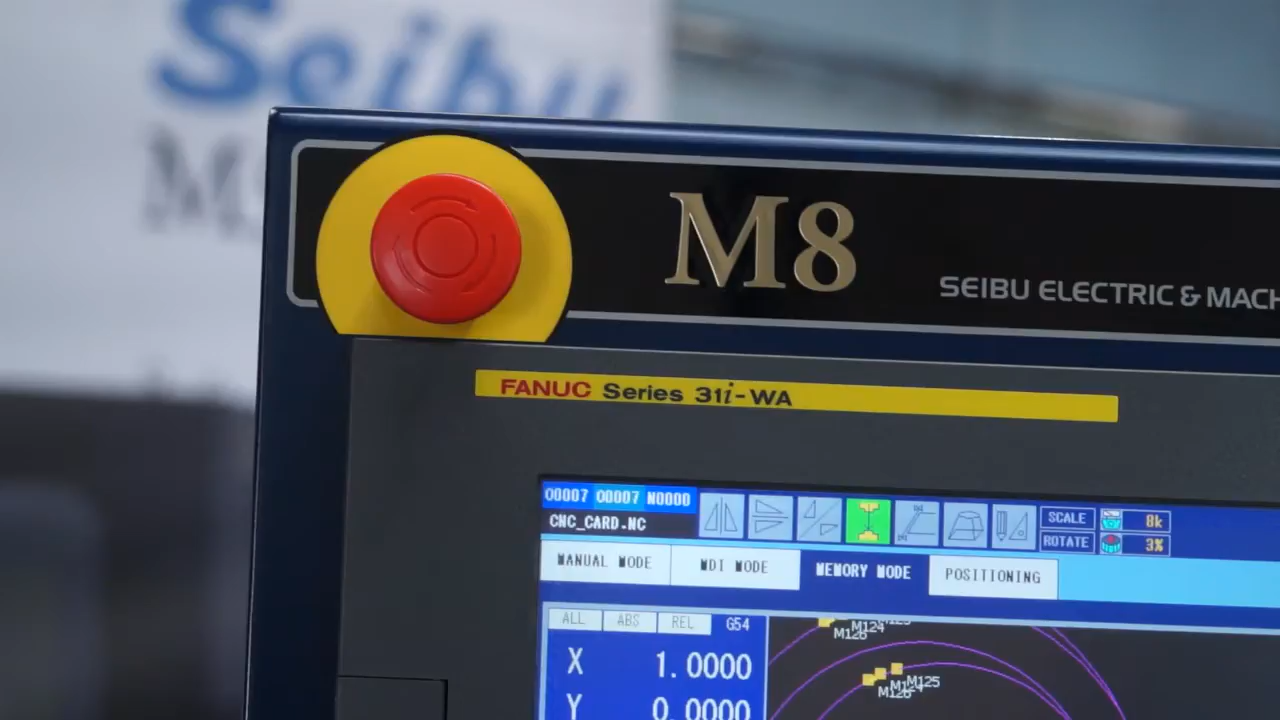 Seibu
M
M8
SEIBU ELECTRIC & MACH
FANUC Series 31i-WA
O0007 O0007 N0000
CNC_CARD.NC
SCALE 8k
ROTATE 3%
MANUAL MODE MDI MODE MEMORY MODE POSITIONING
ALL ABS REL G54
M124
M126
X 1.0000
M125
M126
Y 0.0000